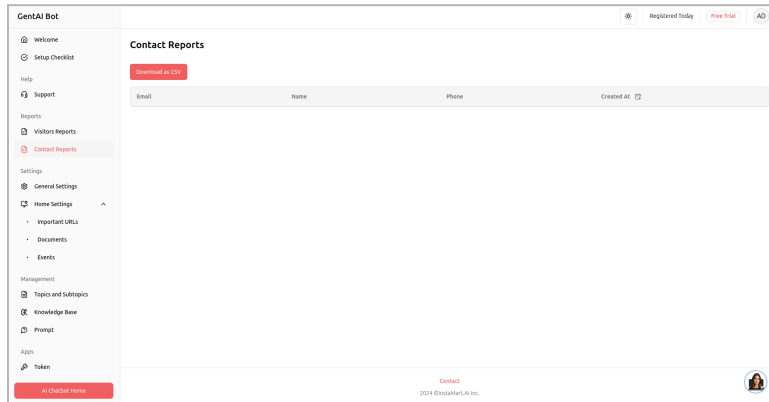 GentAI Bot
Registered Today
Free Trial
AD
Welcome
Setup Checklist
Help
Support
Reports
Visitors Reports
Contact Reports
Settings
General Settings
Home Settings
Important URLs
Documents
Events
Management
Topics and Subtopics
Knowledge Base
Prompt
Apps
Token
AI Chatbot Home
Contact Reports
Download as CSV
Email Name Phone Created At
Contact
2024 ©InstaMart.AI Inc.